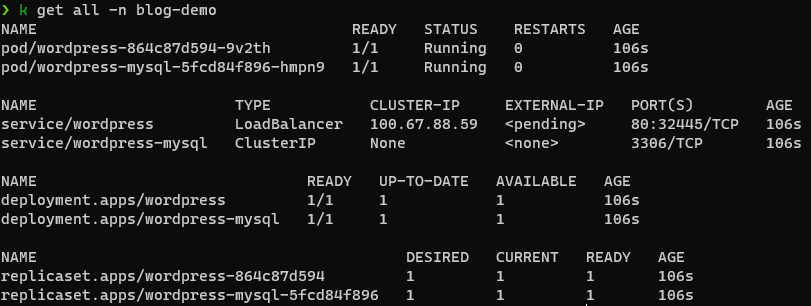 ❯ k get all -n blog-demo
NAME                                   READY   STATUS    RESTARTS   AGE
pod/wordpress-864c87d594-9v2th         1/1     Running   0          106s
pod/wordpress-mysql-5fcd84f896-hmpn9   1/1     Running   0          106s
NAME                      TYPE           CLUSTER-IP     EXTERNAL-IP   PORT(S)        AGE
service/wordpress         LoadBalancer   100.67.88.59   <pending>     80:32445/TCP   106s
service/wordpress-mysql   ClusterIP      None           <none>        3306/TCP       106s
NAME                              READY   UP-TO-DATE   AVAILABLE   AGE
deployment.apps/wordpress         1/1     1            1           106s
deployment.apps/wordpress-mysql   1/1     1            1           106s
NAME                                         DESIRED   CURRENT   READY   AGE
replicaset.apps/wordpress-864c87d594         1         1         1       106s
replicaset.apps/wordpress-mysql-5fcd84f896   1         1         1       106s